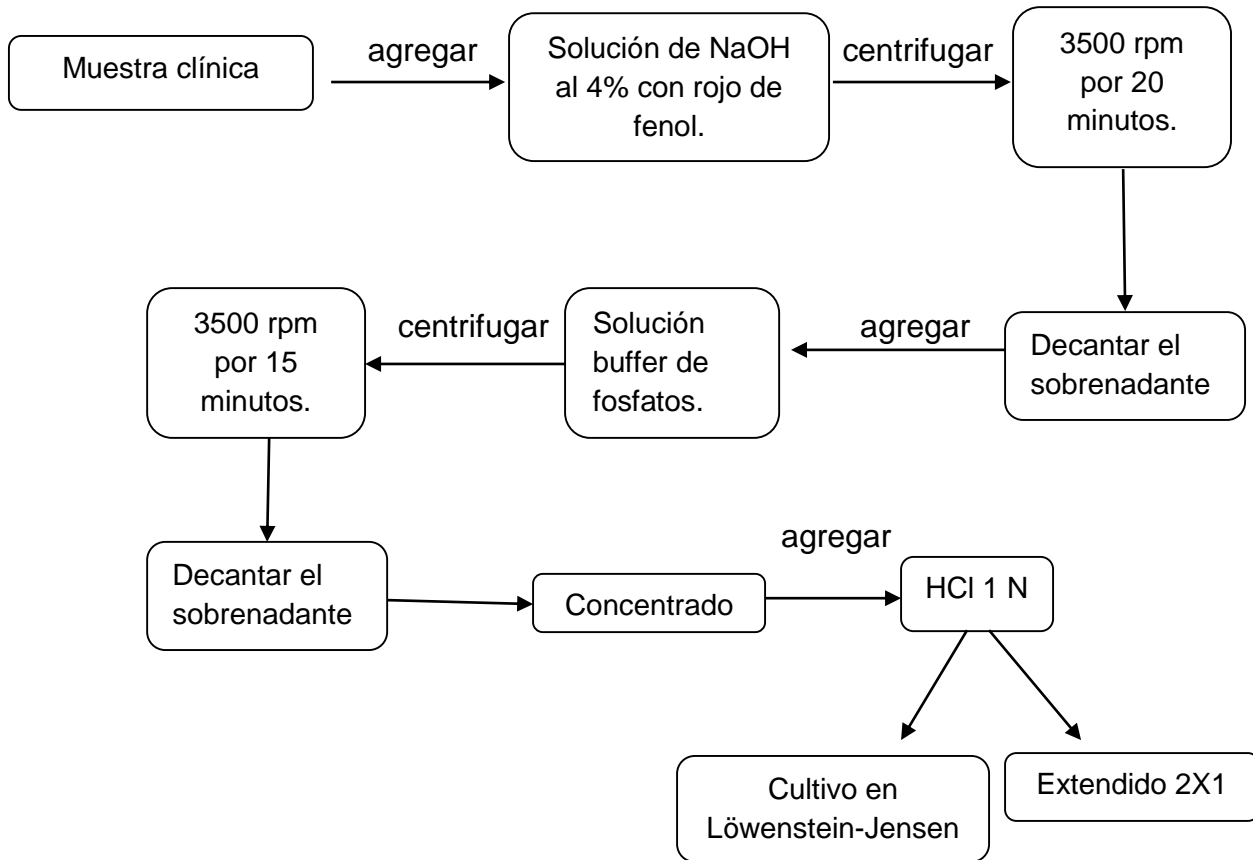 Muestra clínica
agregar
Solución de NaOH
al 4% con rojo de
fenol.
centrifugar
3500 rpm
por 20
minutos.
Decantar el
sobrenadante
agregar
Solución
buffer de
fosfatos.
centrifugar
3500 rpm
por 15
minutos.
Decantar el
sobrenadante
Concentrado
agregar
HCl 1 N
Cultivo en
Löwenstein-Jensen
Extendido 2X1